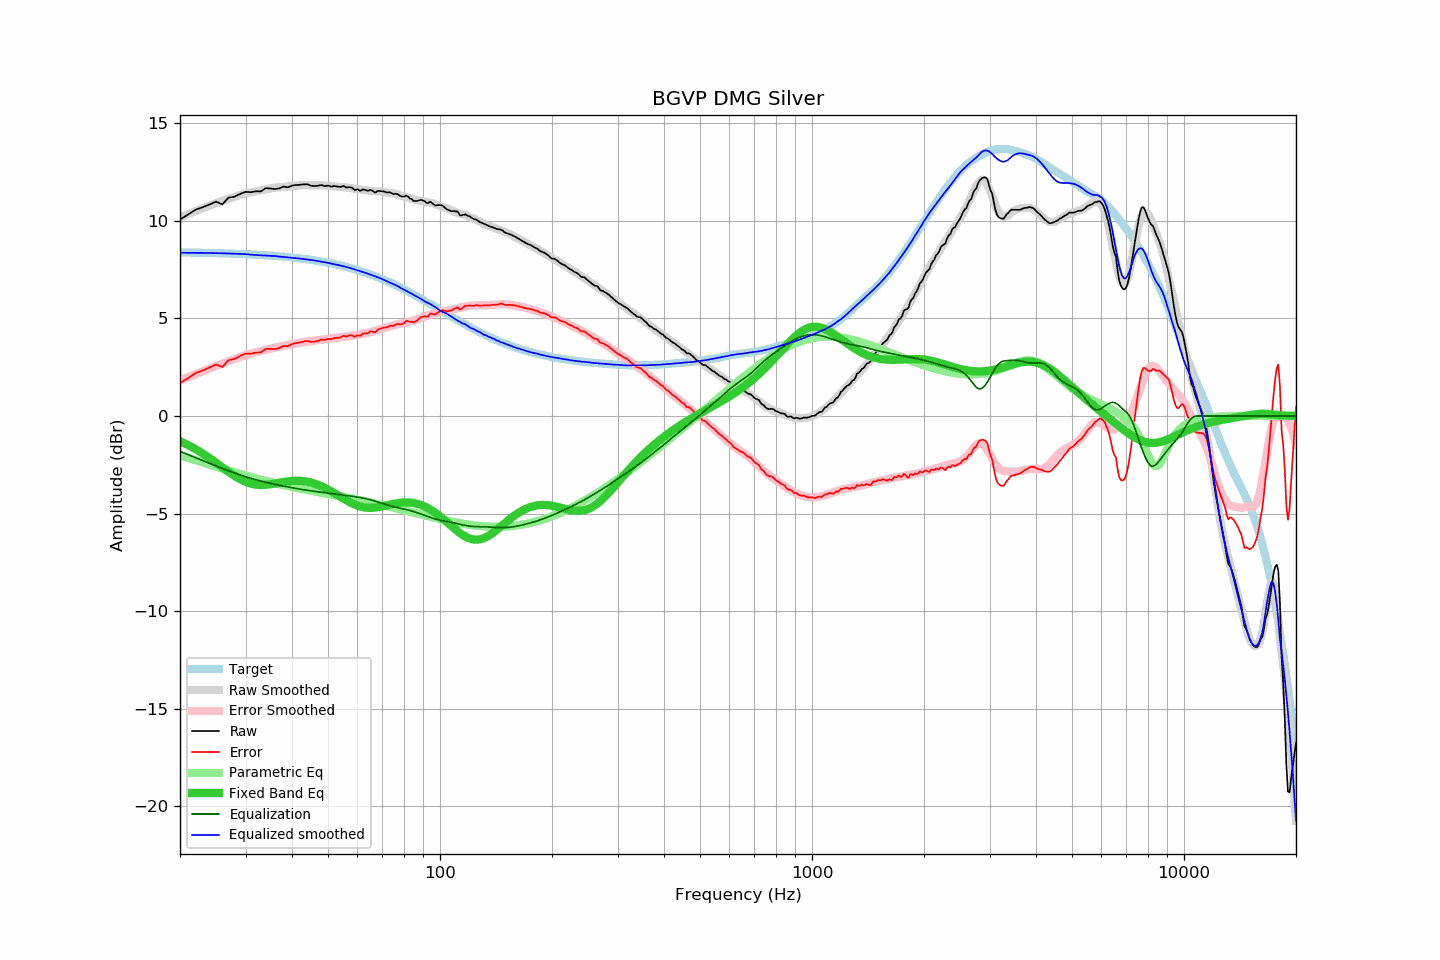 BGVP DMG Silver
Amplitude (dBr)
15
10
5
0
−5
−10
−15
−20
Target
Raw Smoothed
Error Smoothed
Raw
Error
Parametric Eq
Fixed Band Eq
Equalization
Equalized smoothed
100 1000 10000
Frequency (Hz)